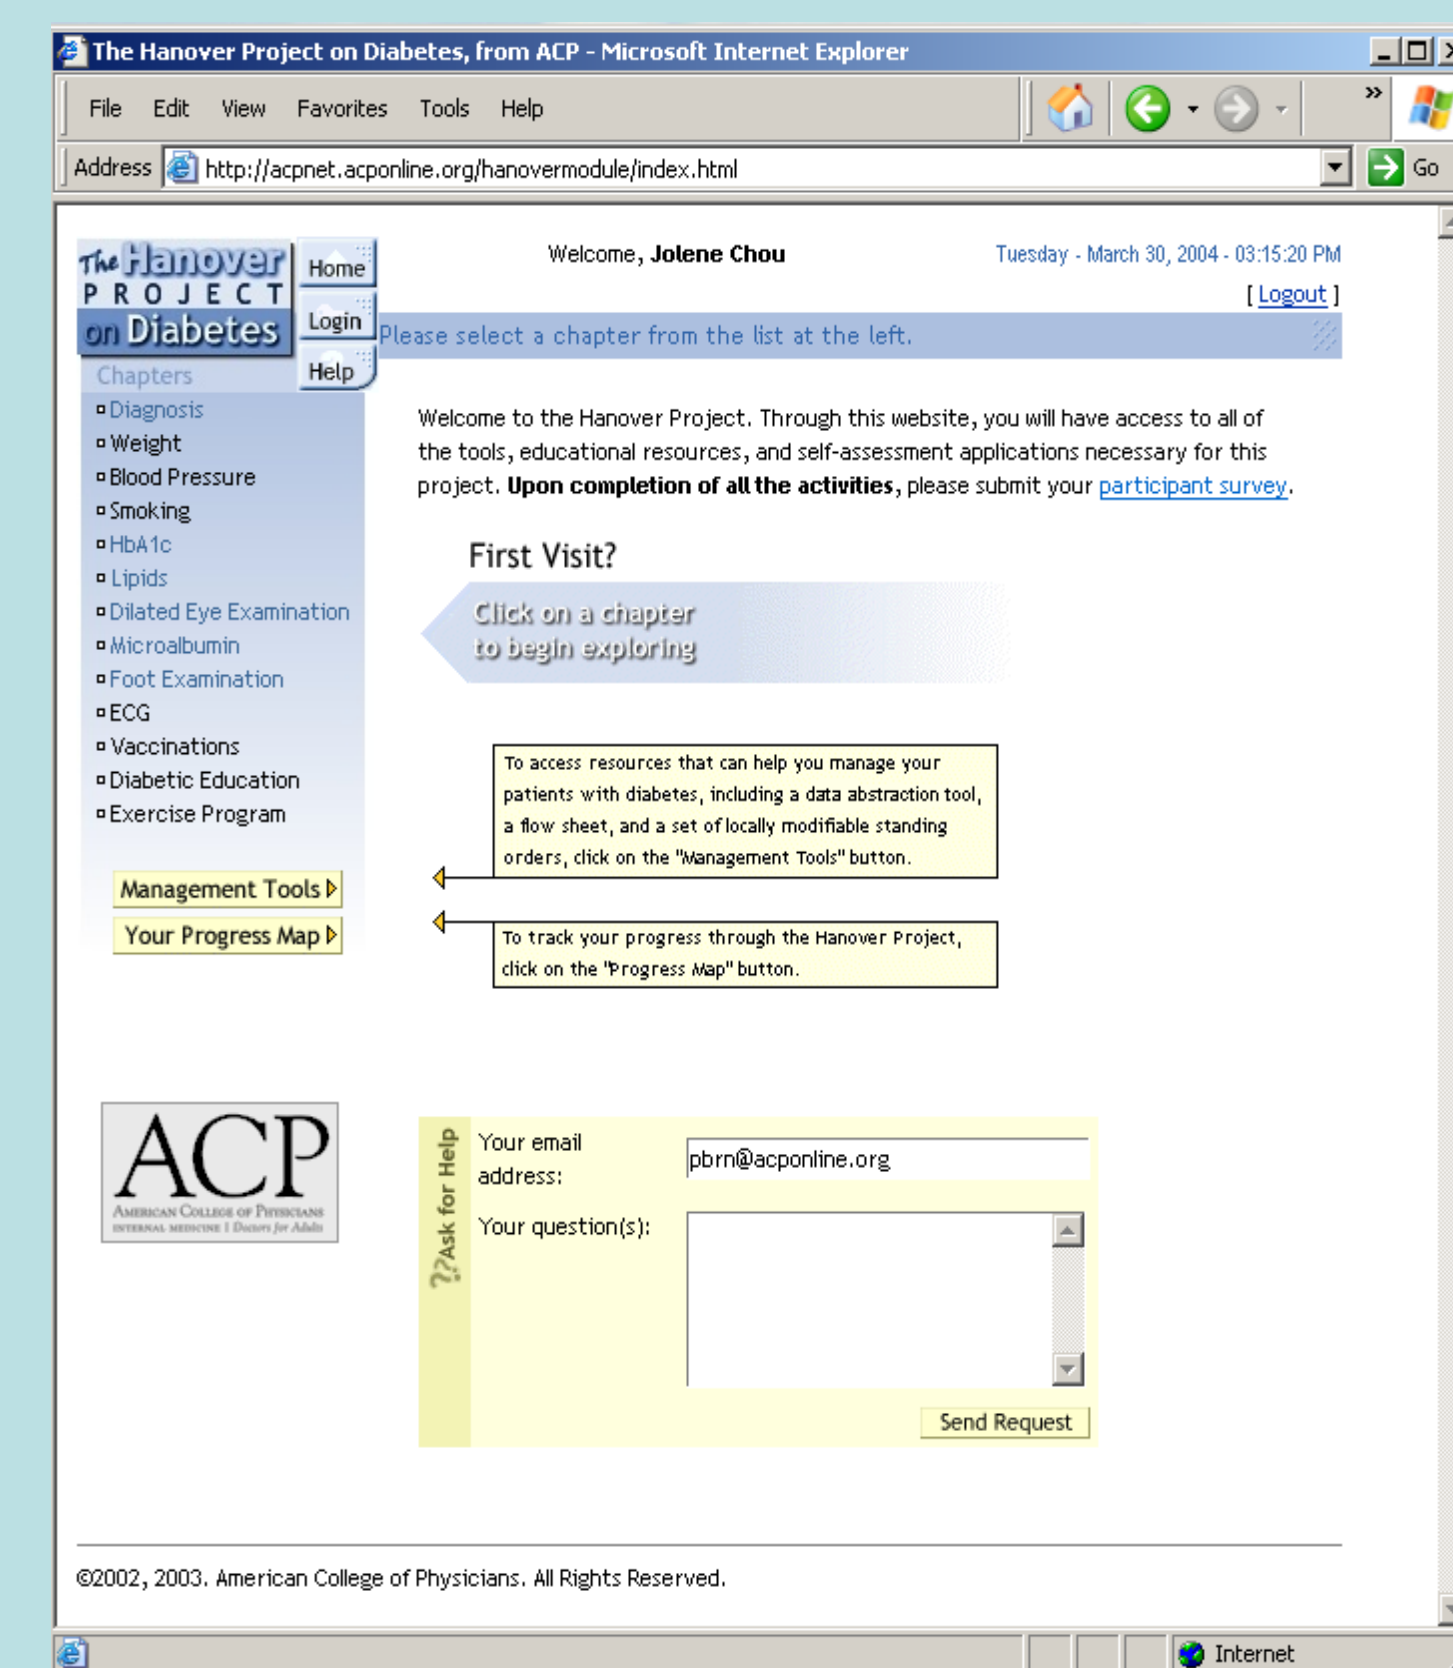 The Hanover Project on Diabetes, from ACP - Microsoft Internet Explorer
File Edit View Favorites Tools Help
Address http://acpnet.acponline.org/hanovermodule/index.html Go
The Hanover
PROJECT
on Diabetes
Home
Login
Help
Welcome, Jolene Chou
Tuesday - March 30, 2004 - 03:15:20 PM
[ Logout ]
Please select a chapter from the list at the left.
Chapters
Diagnosis
Weight
Blood Pressure
Smoking
HbA1c
Lipids
Dilated Eye Examination
Microalbumin
Foot Examination
ECG
Vaccinations
Diabetic Education
Exercise Program
Management Tools
Your Progress Map
Welcome to the Hanover Project. Through this website, you will have access to all of
the tools, educational resources, and self-assessment applications necessary for this
project. Upon completion of all the activities, please submit your participant survey.
First Visit?
Click on a chapter
to begin exploring
To access resources that can help you manage your
patients with diabetes, including a data abstraction tool,
a flow sheet, and a set of locally modifiable standing
orders, click on the "Management Tools" button.
To track your progress through the Hanover Project,
click on the "Progress Map" button.
ACP
AMERICAN COLLEGE OF PHYSICIANS
INTERNAL MEDICINE | Doctors for Adults
??Ask for Help
Your email
address:
pbrn@acponline.org
Your question(s):
Send Request
©2002, 2003. American College of Physicians. All Rights Reserved.
Internet